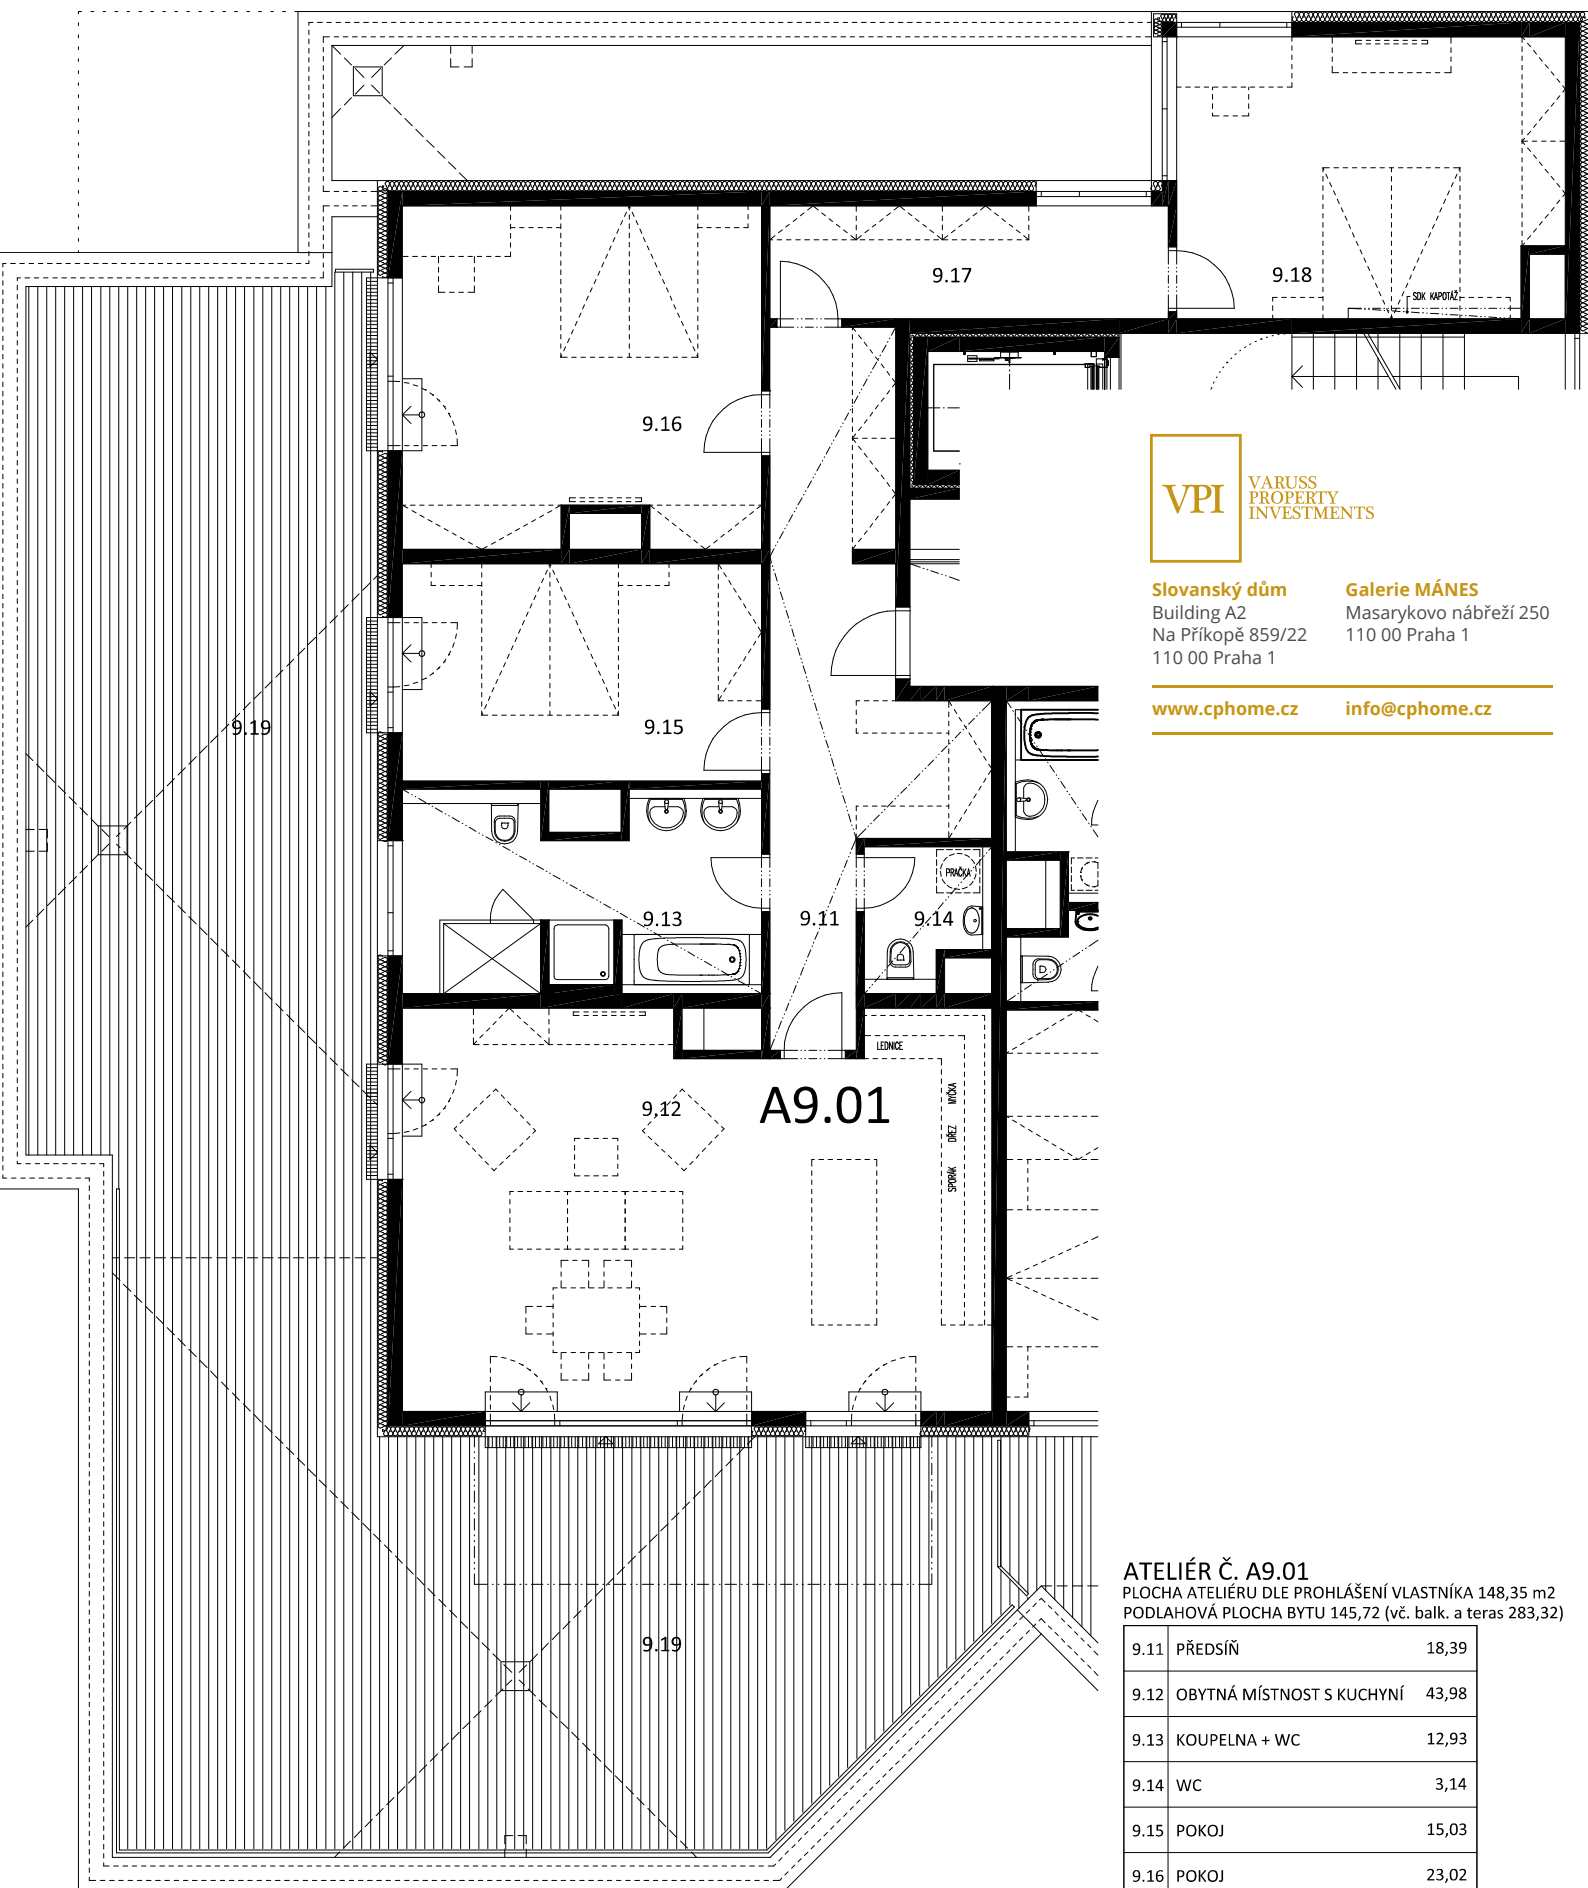 9.17
9.18
SDK KAPOTÁŽ
9.16
VPI
VARUSS
PROPERTY
INVESTMENTS
Slovanský dům
Building A2
Na Příkopě 859/22
110 00 Praha 1
Galerie MÁNES
Masarykovo nábřeží 250
110 00 Praha 1
www.cphome.cz
info@cphome.cz
9.19
9.15
PRAČKA
9.13
9.11
9.14
LEDNICE
MYČKA
DŘEZ
SPORÁK
9.12
A9.01
9.19
ATELIÉR Č. A9.01
PLOCHA ATELIÉRU DLE PROHLÁŠENÍ VLASTNÍKA 148,35 m2
PODLAHOVÁ PLOCHA BYTU 145,72 (vč. balk. a teras 283,32)
9.11 PŘEDSÍŇ 18,39
9.12 OBYTNÁ MÍSTNOST S KUCHYNÍ 43,98
9.13 KOUPELNA + WC 12,93
9.14 WC 3,14
9.15 POKOJ 15,03
9.16 POKOJ 23,02